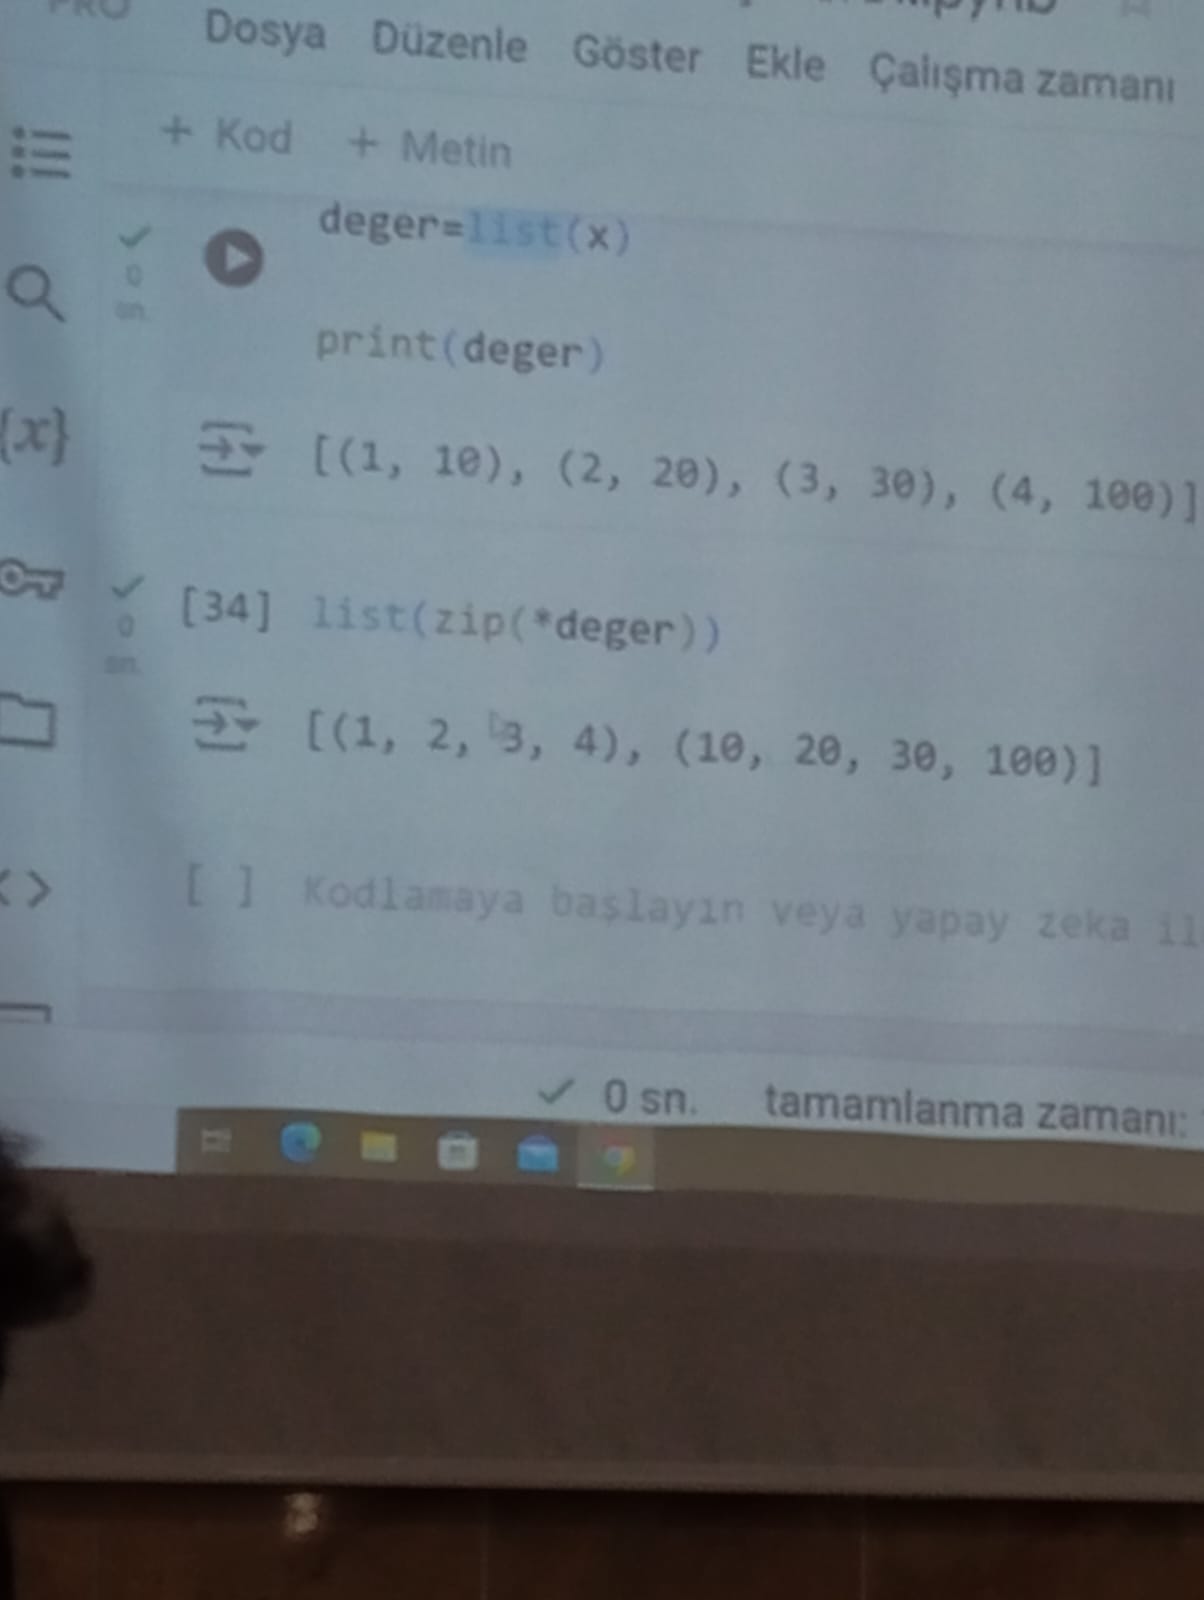 PRO
Dosya Düzenle Göster Ekle Çalışma zamanı
+ Kod + Metin
deger=list(x)
0
sn.
print(deger)
{x}
[(1, 10), (2, 20), (3, 30), (4, 100)]
[34] list(zip(*deger))
0
sn.
[(1, 2, 3, 4), (10, 20, 30, 100)]
[ ] Kodlamaya başlayın veya yapay zeka
0 sn. tamamlanma zamanı: